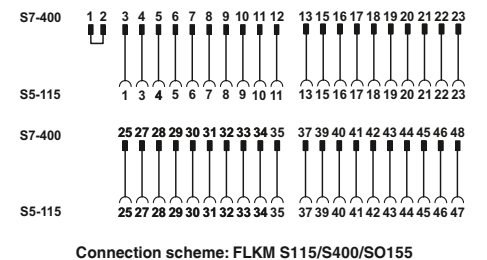 S7-400 1 2 3 4 5 6 7 8 9 10 11 12 13 15 16 17 18 19 20 21 22 23
S5-115 1 3 4 5 6 7 8 9 10 11 13 15 16 17 18 19 20 21 22 23
S7-400 25 27 28 29 30 31 32 33 34 35 37 39 40 41 42 43 44 45 46 48
S5-115 25 27 28 29 30 31 32 33 34 35 37 39 40 41 42 43 44 45 46 47
Connection scheme: FLKM S115/S400/SO155